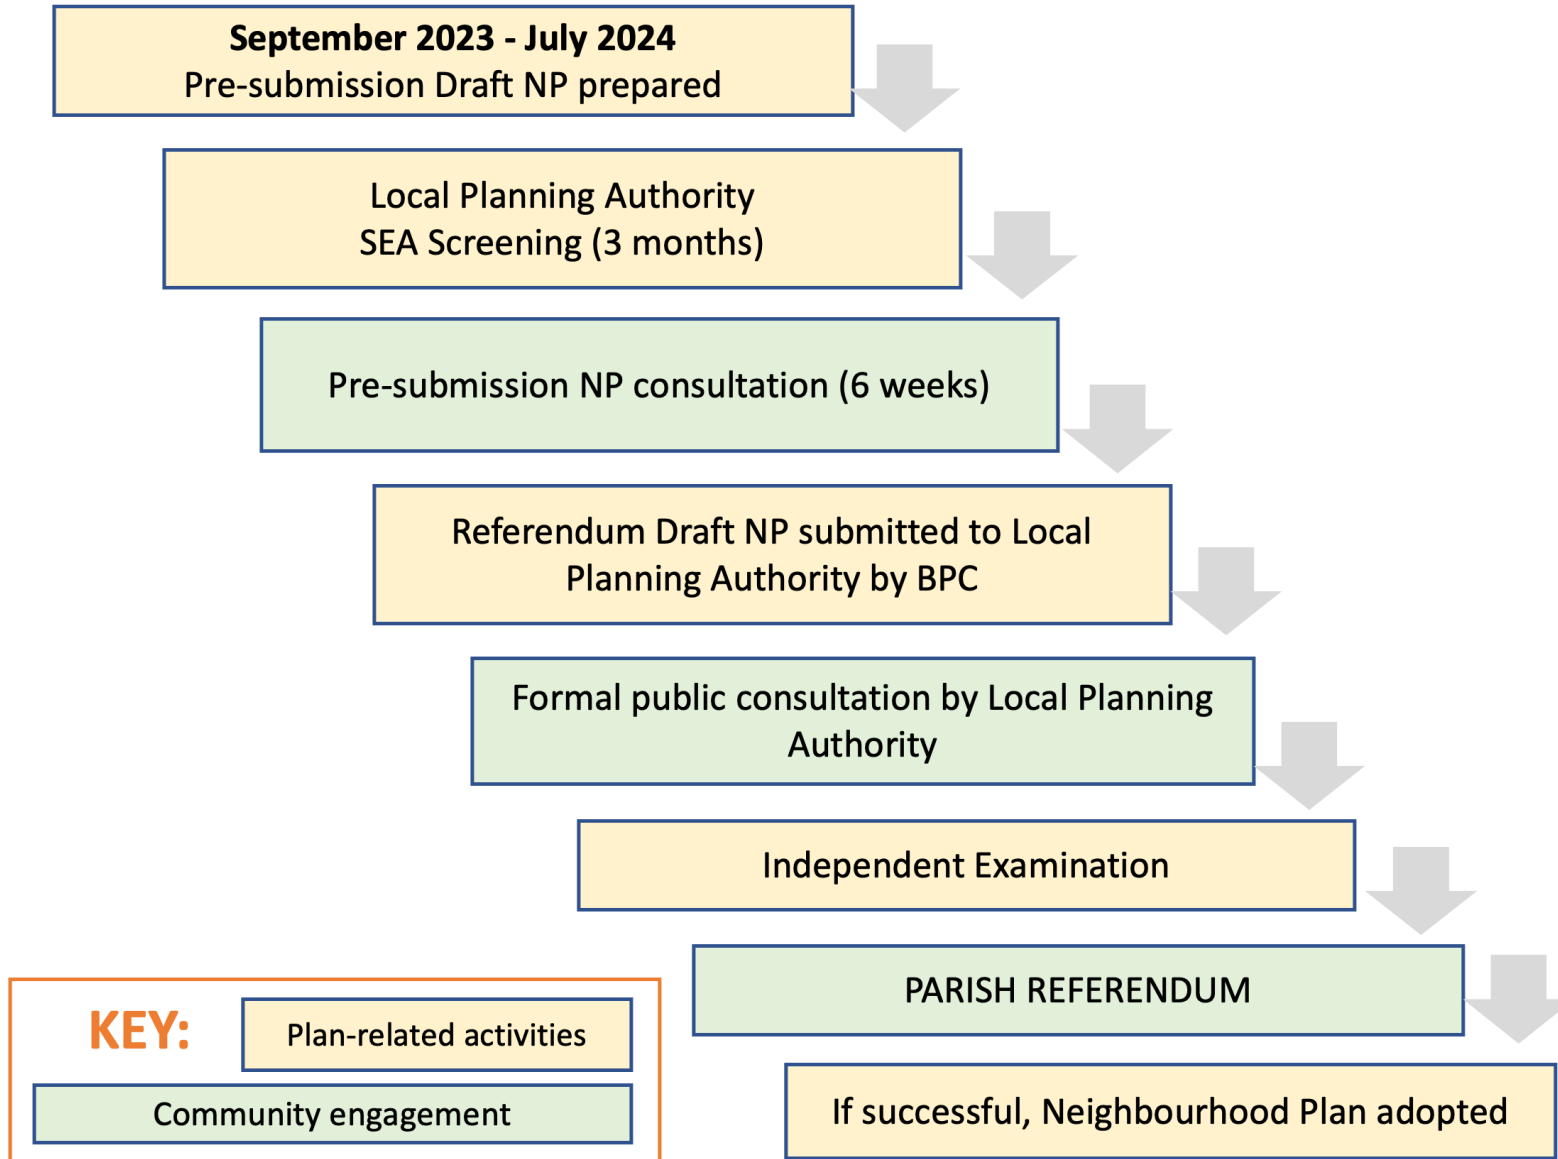 September 2023 - July 2024
Pre-submission Draft NP prepared
Local Planning Authority
SEA Screening (3 months)
Pre-submission NP consultation (6 weeks)
Referendum Draft NP submitted to Local
Planning Authority by BPC
Formal public consultation by Local Planning
Authority
Independent Examination
PARISH REFERENDUM
If successful, Neighbourhood Plan adopted
KEY:
Plan-related activities
Community engagement